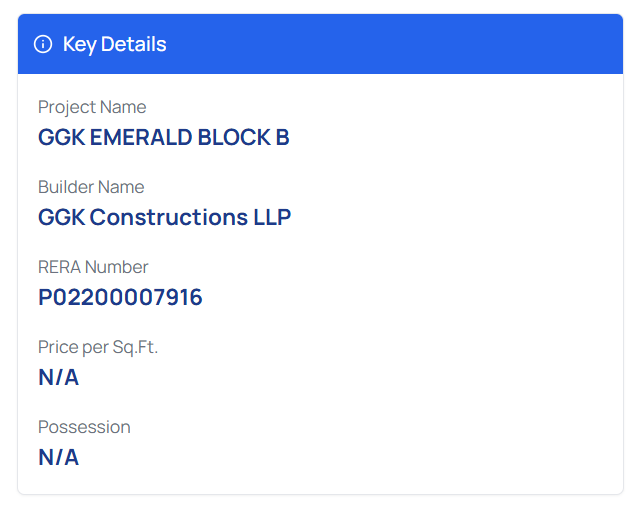 Key Details
Project Name
GGK EMERALD BLOCK B
Builder Name
GGK Constructions LLP
RERA Number
P02200007916
Price per Sq.Ft.
N/A
Possession
N/A